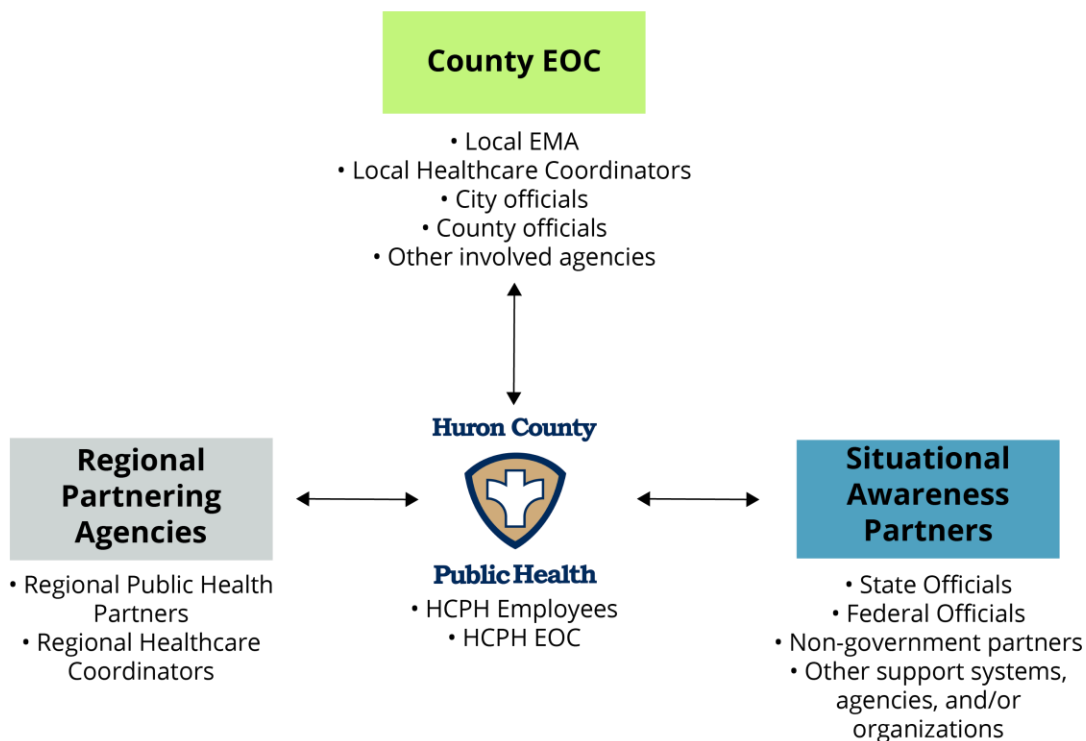 County EOC
• Local EMA
• Local Healthcare Coordinators
• City officials
• County officials
• Other involved agencies
Regional
Partnering
Agencies
• Regional Public Health
Partners
• Regional Healthcare
Coordinators
Huron County
Public Health
• HCPH Employees
• HCPH EOC
Situational
Awareness
Partners
• State Officials
• Federal Officials
• Non-government partners
• Other support systems,
agencies, and/or
organizations